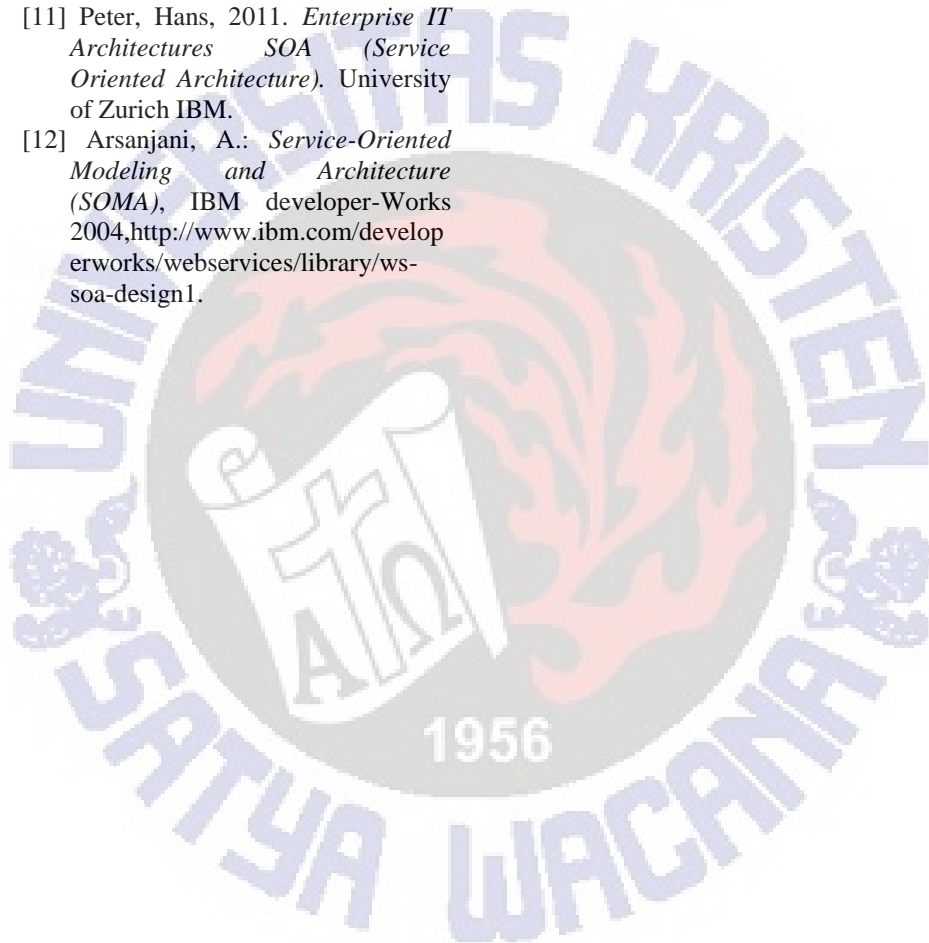 [11] Peter, Hans, 2011. Enterprise IT
Architectures SOA (Service
Oriented Architecture). University
of Zurich IBM.
[12] Arsanjani, A.: Service-Oriented
Modeling and Architecture
(SOMA), IBM developer-Works
2004,http://www.ibm.com/develop
erworks/webservices/library/ws-
soa-design1.
UNIVERSITAS KRISTEN
Α Ω
1956
SATYA WACANA